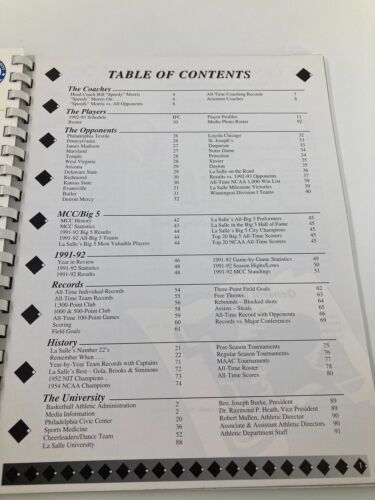 TABLE OF CONTENTS
The Coaches
Head Coach Bill "Speedy" Morris 4
"Speedy" Morris On 6
"Speedy" Morris vs. All Opponents 6
All-Time Coaching Records 7
Assistant Coaches 8
The Players
1992-93 Schedule IFC
Roster 10
Player Profiles 11
Media Photo Roster 92
The Opponents
Philadelphia Textile 26
Pennsylvania 26
James Madison 27
Maryland 27
Temple 28
West Virginia 28
Arizona 29
Delaware State 29
Richmond 30
Kansas State 30
Evansville 31
Butler 31
Detroit Mercy 32
Loyola Chicago 32
St. Joseph's 33
Duquesne 33
Notre Dame 34
Princeton 34
Xavier 35
Dayton 35
La Salle on the Road 36
Results vs. 1992-93 Opponents 37
All-Time NCAA 1,000-Win List 38
La Salle Milestone Victories 39
Winningest Division I Teams 40
MCC/Big 5
MCC History 42
MCC Statistics 43
1991-92 Big 5 Results 44
1991-92 All-Big 5 Teams 44
La Salle's Big 5 Most Valuable Players 44
La Salle's All-Big 5 Performers 45
La Salle in the Big 5 Hall of Fame 45
La Salle's Big 5 City Champions 45
Top 20 Big 5 All-Time Scorers 45
Top 20 NCAA All-Time Scorers 45
1991-92
Year in Review 46
1991-92 Statistics 48
1991-92 Results 48
1991-92 Game-by-Game Statistics 49
1991-92 Season Highs/Lows 50
1991-92 MCC Standings 51
Records
All-Time Individual Record 54
All-Time Team Records 55
1,500-Point Club 56
1000 & 500-Point Club 58
All-Time 100-Point Games 59
Scoring 60
Field Goals 61
Three-Point Field Goals 62
Free Throws 63
Rebounds - Blocked shots 64
Assists - Steals 65
All-Time Record with Opponents 66
Records vs. Major Conferences 69
History
La Salle's Number 22's 21
Remember When . . . 22
Year-by-Year Team Records with Captains 71
La Salle's Best - Gola, Brooks & Simmons 72
1952 NIT Champions . 73
1954 NCAA Champions 74
Post-Season Tournaments 75
Regular Season Tournaments 76
MAAC Tournaments 77
All-Time Roster 78
All-Time Scores 80
The University
Basketball Athletic Administration 2
Media Information 2
Philadelphia Civic Center 20
Sports Medicine 36
Cheerleaders/Dance Team 52
La Salle University 88
Bro. Joseph Burke, President 89
Dr. Raymond P. Heath, Vice President 89
Robert Mullen, Athletic Director 90
Associate & Assistant Athletic Directors 90
Athletic Department Staff 91
1